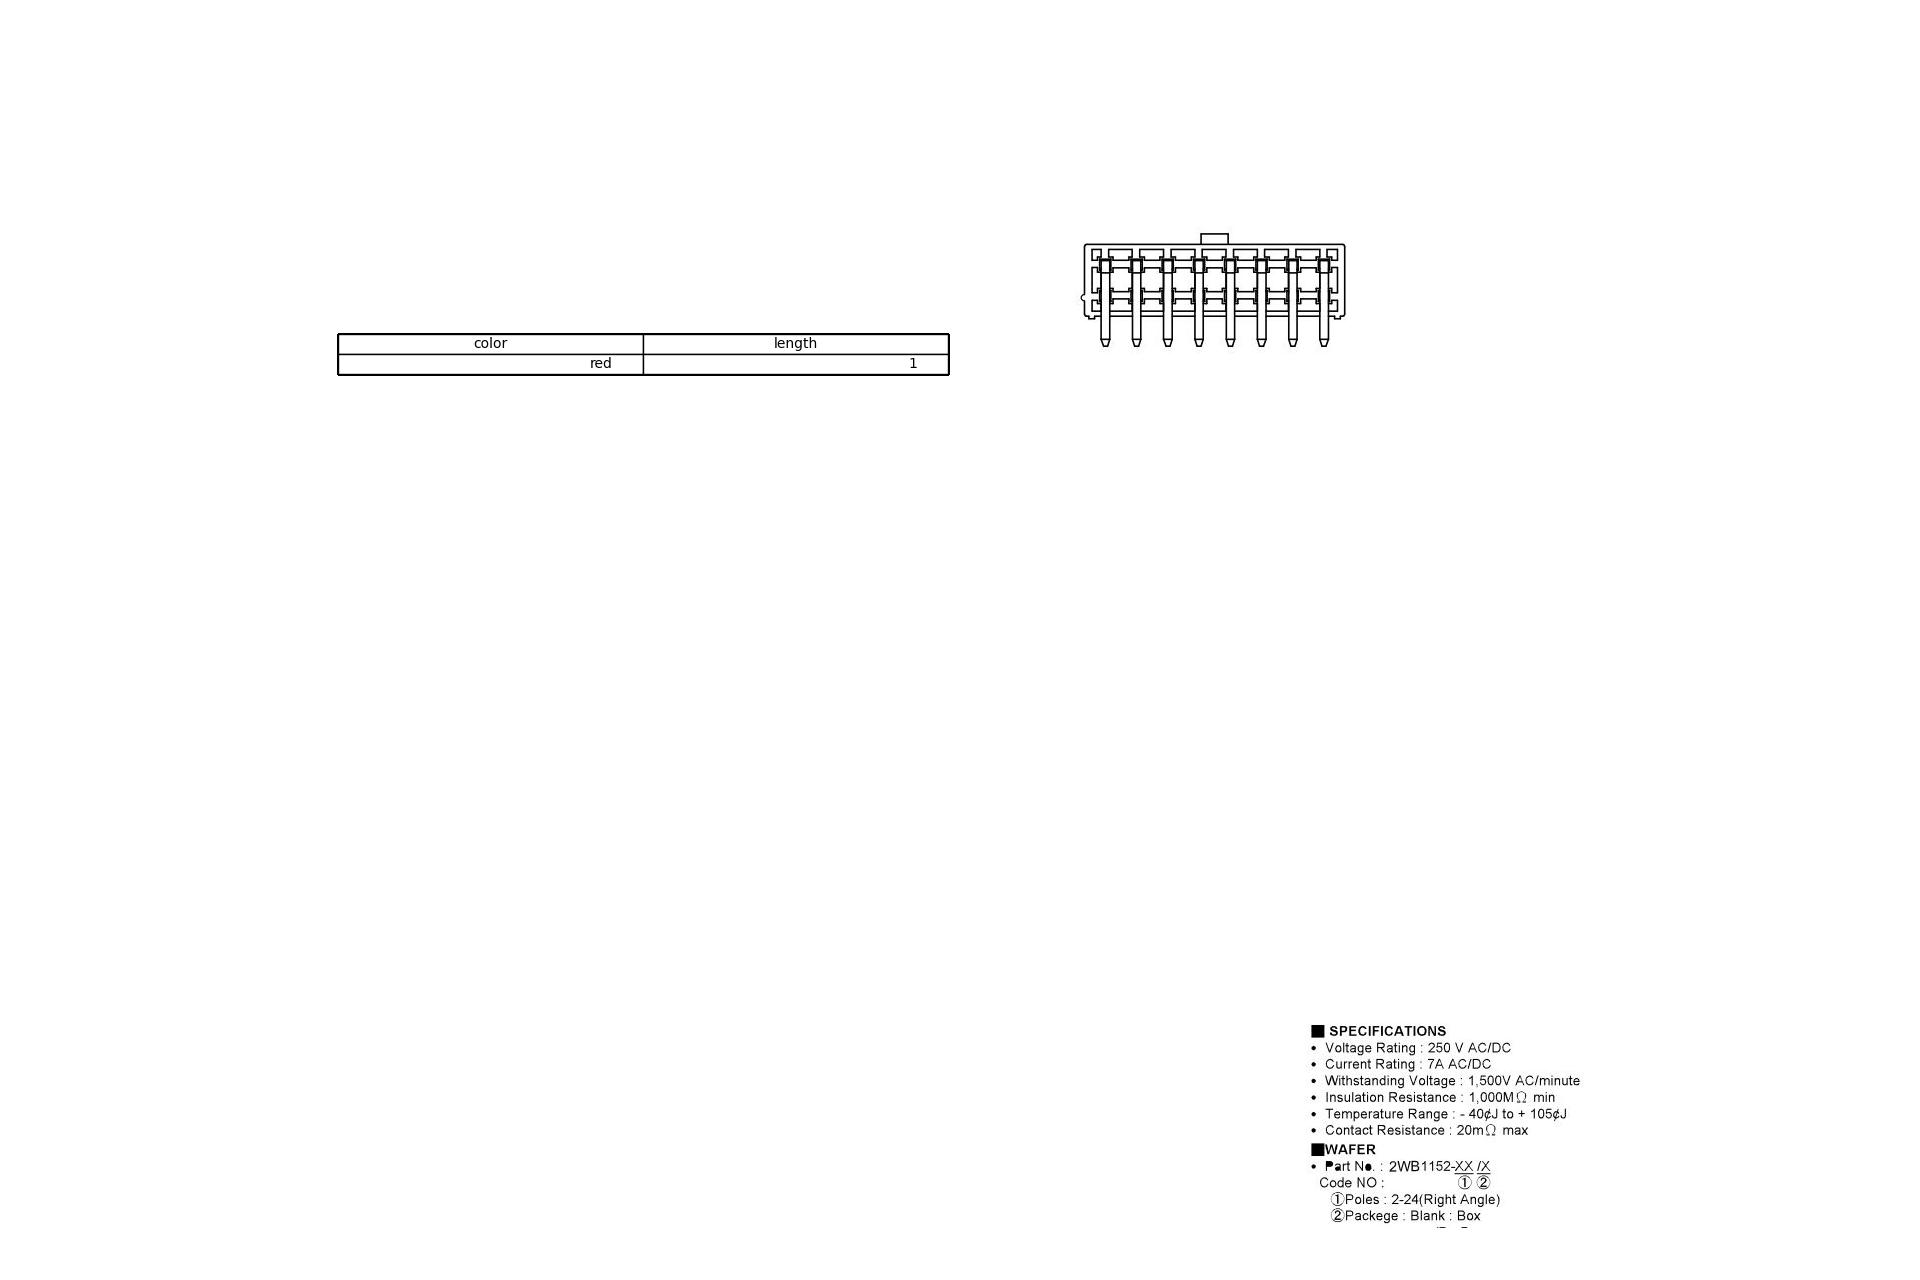 color length
red 1
■ SPECIFICATIONS
• Voltage Rating : 250 V AC/DC
• Current Rating : 7A AC/DC
• Withstanding Voltage : 1,500V AC/minute
• Insulation Resistance : 1,000MΩ min
• Temperature Range : - 40¢J to + 105¢J
• Contact Resistance : 20mΩ max
■WAFER
• Part No. : 2WB1152-XX /X
Code NO : ① ②
①Poles : 2-24(Right Angle)
②Packege : Blank : Box